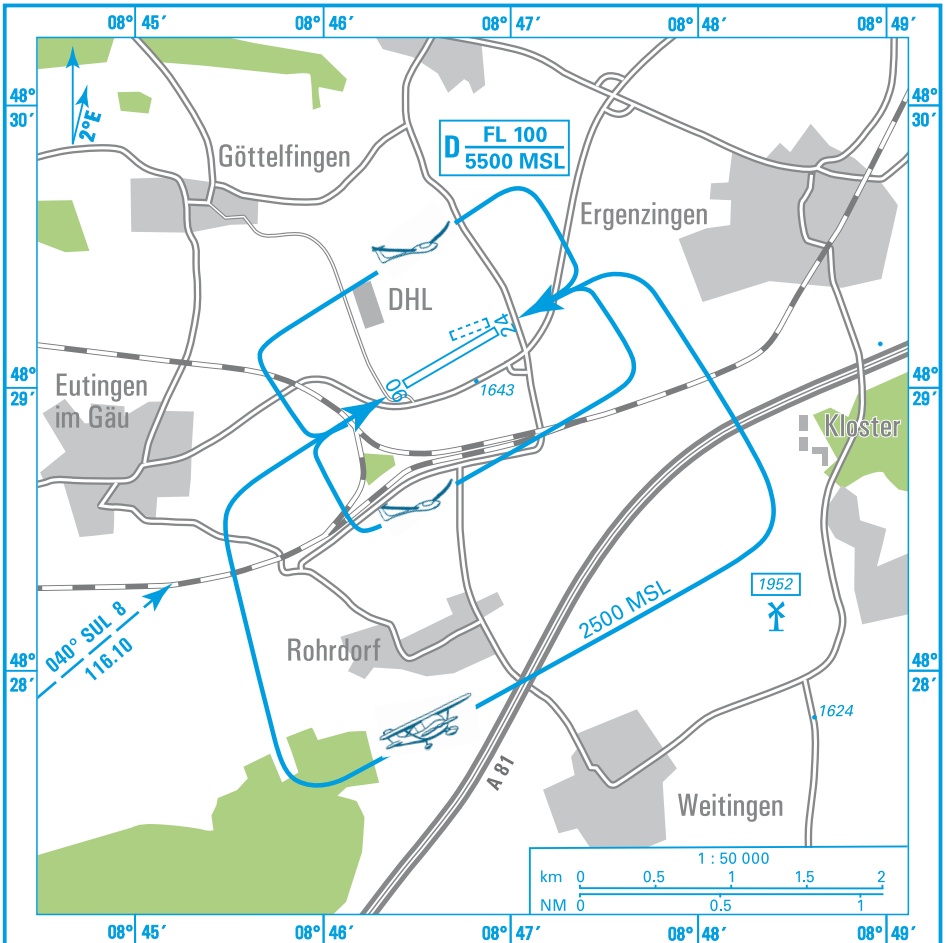 08° 45′ 08° 46′ 08° 47′ 08° 48′ 08° 49′
48°
30′
48°
30′
2°E
Göttelfingen
D FL 100
5500 MSL
Ergenzingen
DHL
24
06
1643
48°
29′
48°
29′
Eutingen
im Gäu
Kloster
1952
2500 MSL
040° SUL 8
116.10
Rohrdorf
48°
28′
48°
28′
1624
A 81
Weitingen
1 : 50 000
km 0 0.5 1 1.5 2
NM 0 0.5 1
08° 45′ 08° 46′ 08° 47′ 08° 48′ 08° 49′